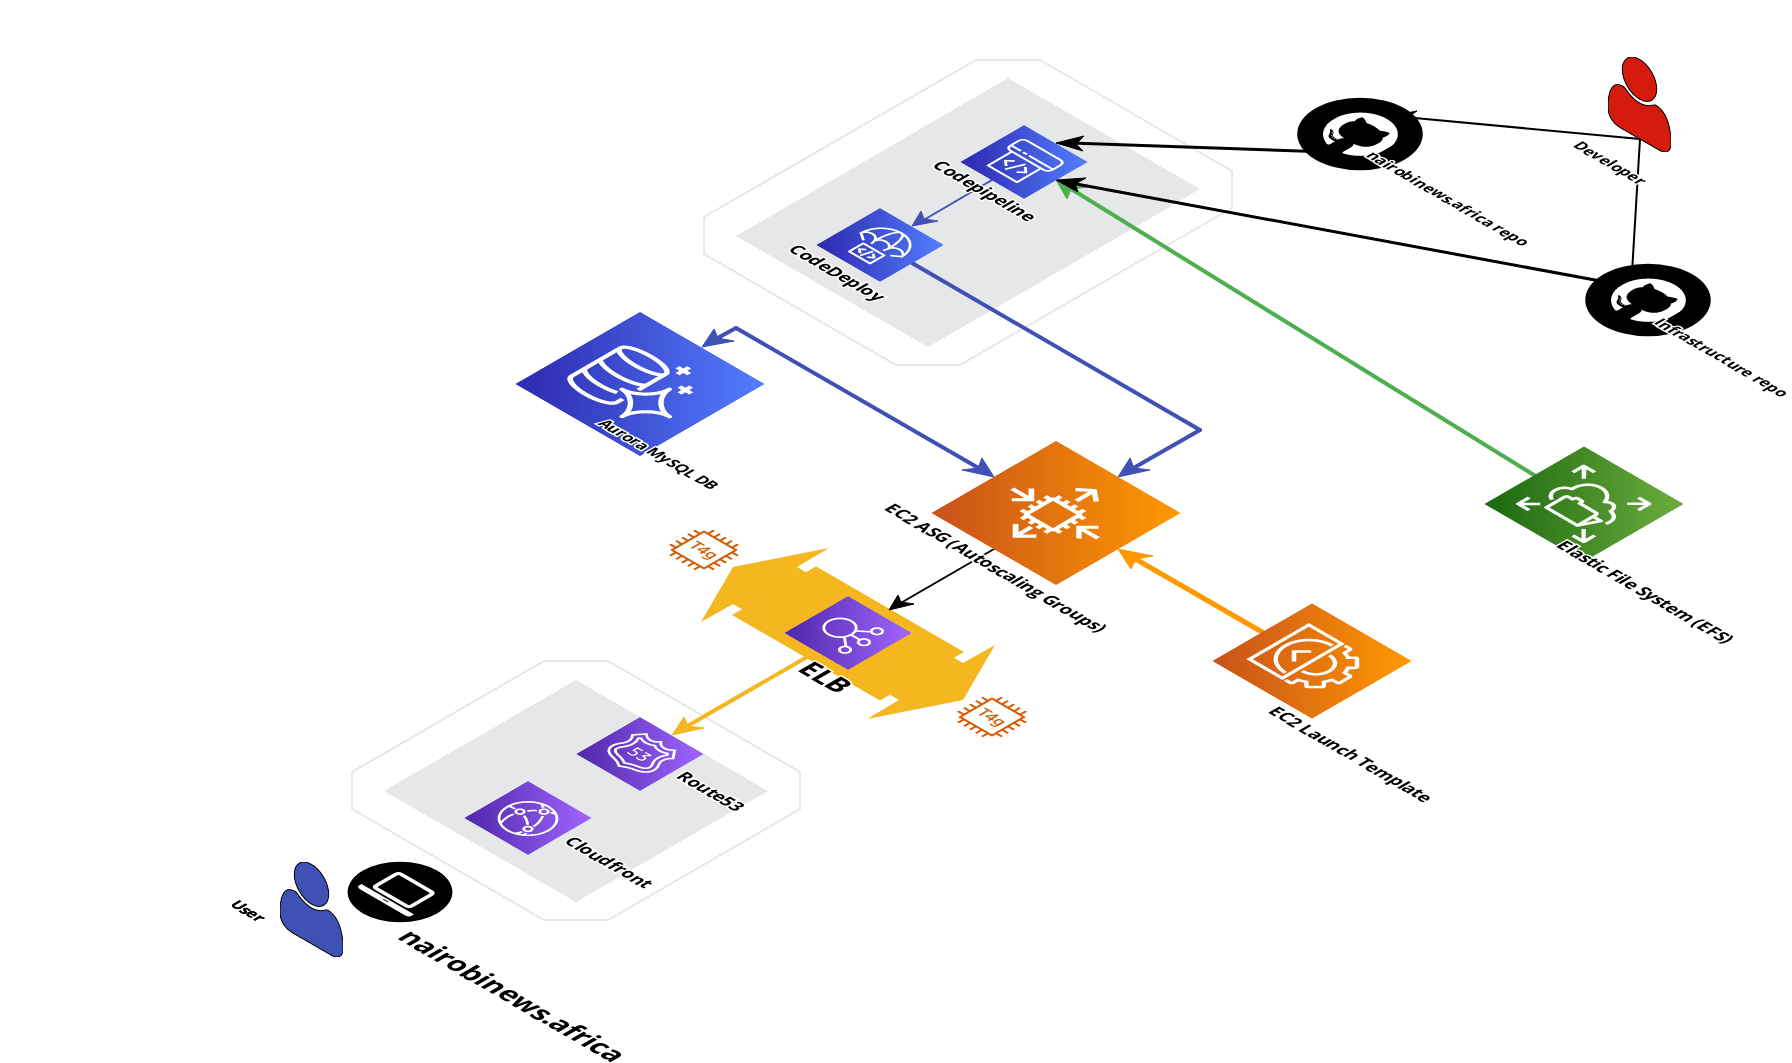 Developer
nairobinews.africa repo
Codepipeline
</>
CodeDeploy
</>
Infrastructure repo
Aurora MySQL DB
EC2 ASG (Autoscaling Groups)
Elastic File System (EFS)
T4g
ELB
T4g
EC2 Launch Template
53
Route53
Cloudfront
User
nairobinews.africa